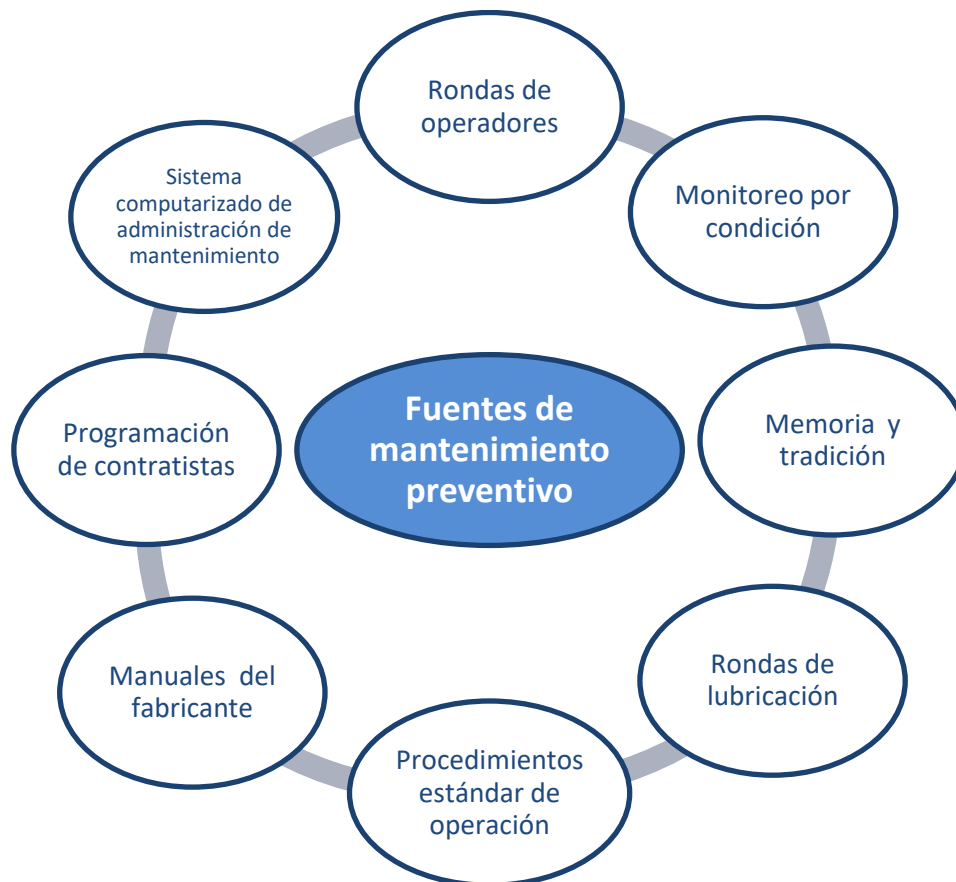 Rondas de
operadores
Sistema
computarizado de
administración de
mantenimiento
Monitoreo por
condición
Programación
de contratistas
Fuentes de
mantenimiento
preventivo
Memoria y
tradición
Manuales del
fabricante
Rondas de
lubricación
Procedimientos
estándar de
operación